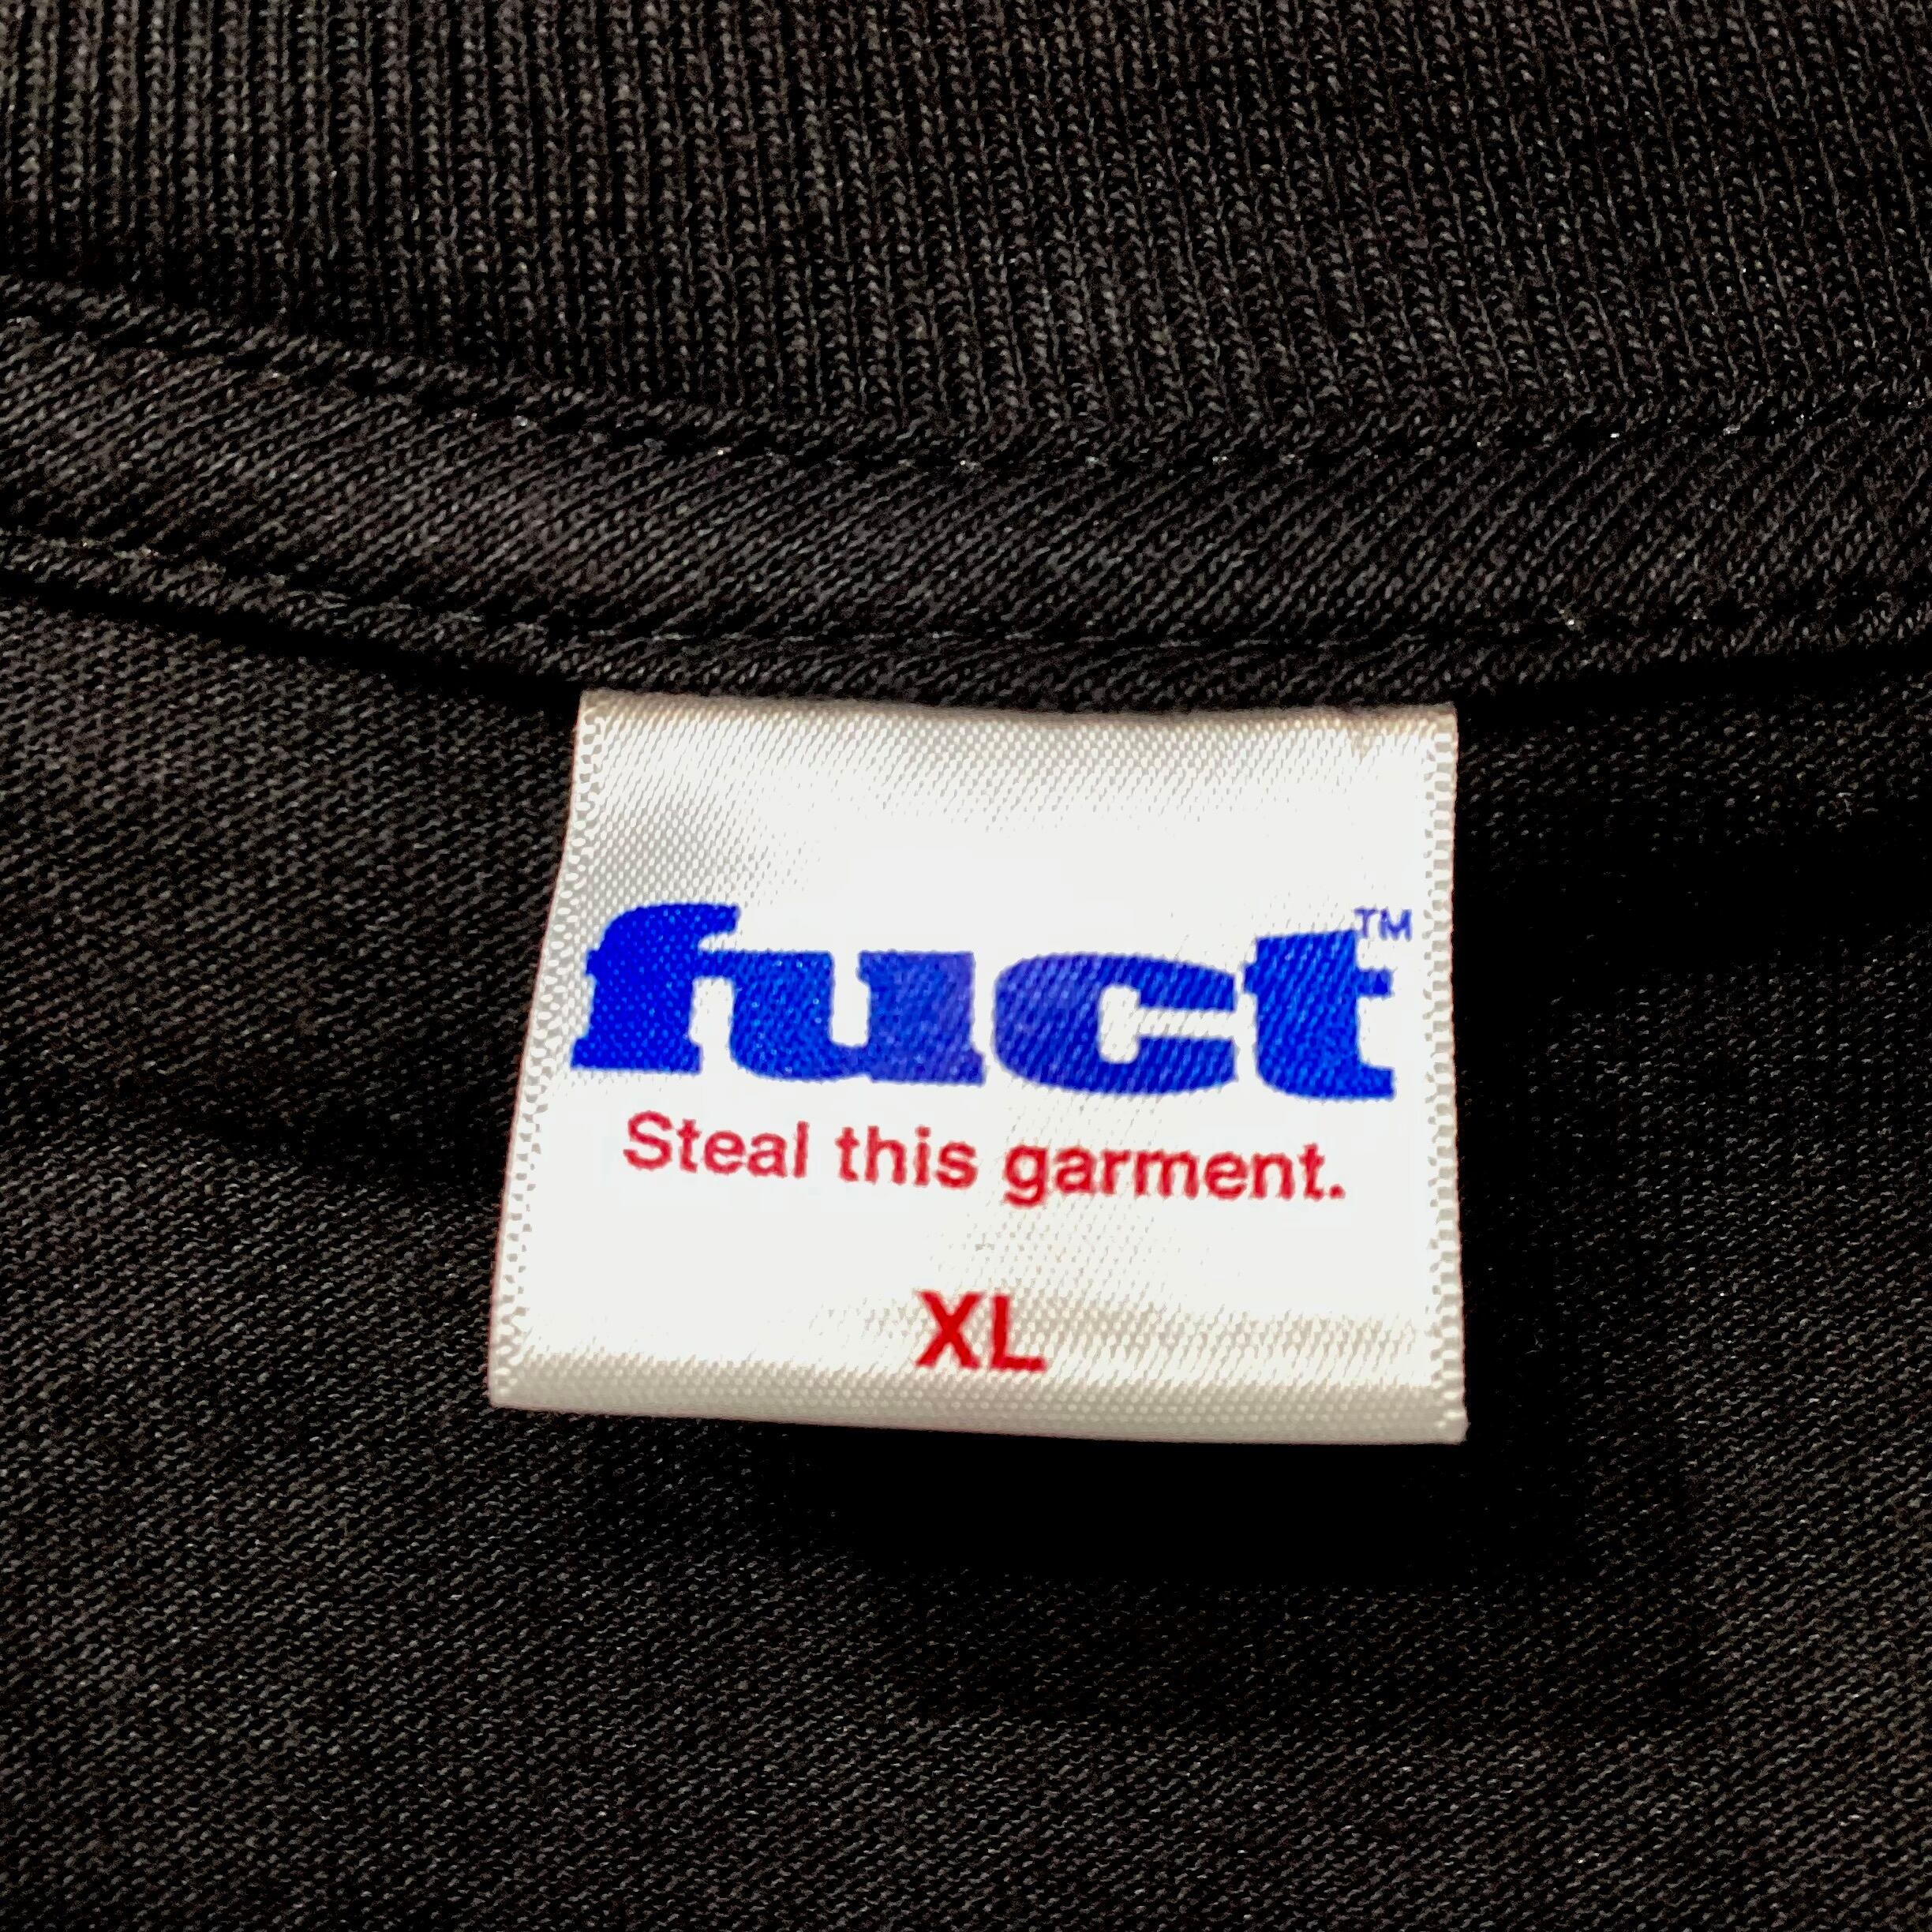 fuct™
Steal this garment.
XL